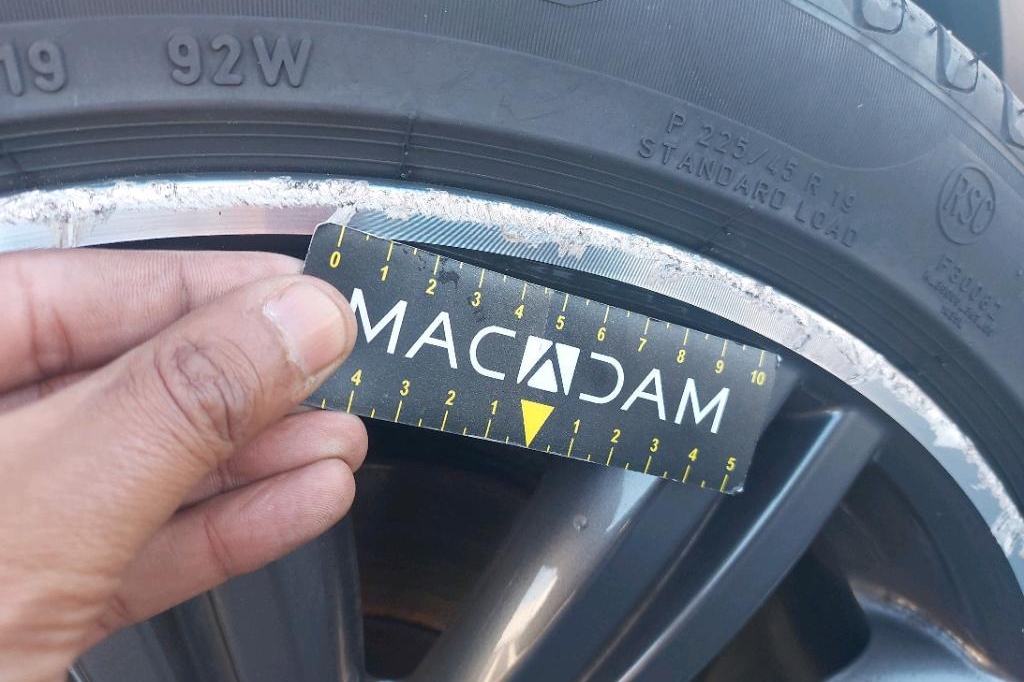 19 92W
P 225/45 R 19
STANDARD LOAD
RSC
0 1 2 3 4 5 6 7 8 9 10
MACADAM
4 3 2 1 1 2 3 4 5